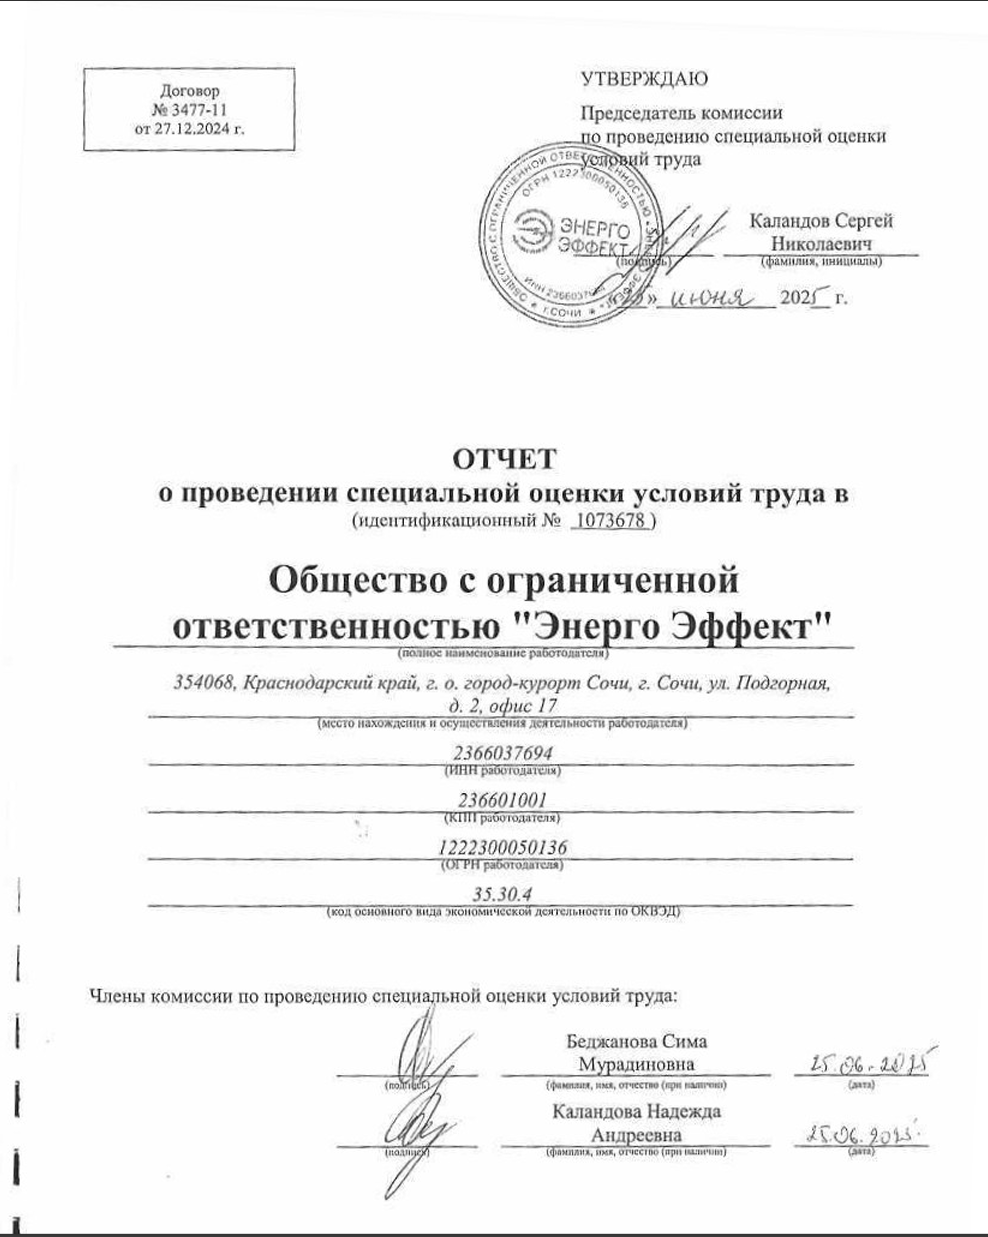 Договор
№ 3477-11
от 27.12.2024 г.
УТВЕРЖДАЮ
Председатель комиссии
по проведению специальной оценки
условий труда
ОБЩЕСТВО С ОГРАНИЧЕННОЙ ОТВЕТСТВЕННОСТЬЮ
ОГРН 1222300050136
ЭНЕРГО
ЭФФЕКТ
ИНН 2366037694
г.СОЧИ
Каландов Сергей
Николаевич
(подпись)
(фамилия, инициалы)
«25» июня 2025 г.
ОТЧЕТ
о проведении специальной оценки условий труда в
(идентификационный № 1073678 )
Общество с ограниченной
ответственностью "Энерго Эффект"
(полное наименование работодателя)
354068, Краснодарский край, г. о. город-курорт Сочи, г. Сочи, ул. Подгорная,
д. 2, офис 17
(место нахождения и осуществления деятельности работодателя)
2366037694
(ИНН работодателя)
236601001
(КПП работодателя)
1222300050136
(ОГРН работодателя)
35.30.4
(код основного вида экономической деятельности по ОКВЭД)
Члены комиссии по проведению специальной оценки условий труда:
Беджанова Сима
Мурадиновна
25.06.2025
(подпись)
(фамилия, имя, отчество (при наличии)
(дата)
Каландова Надежда
Андреевна
25.06.2025.
(подпись)
(фамилия, имя, отчество (при наличии)
(дата)